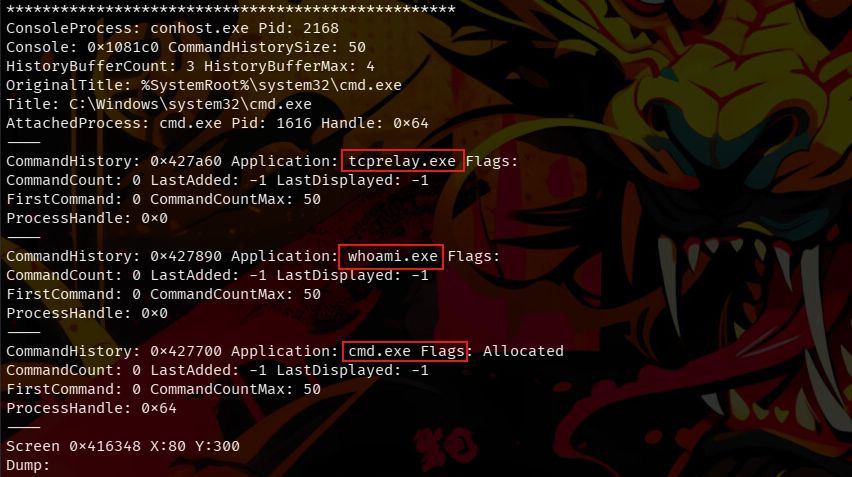 **************************************************
ConsoleProcess: conhost.exe Pid: 2168
Console: 0×1081c0 CommandHistorySize: 50
HistoryBufferCount: 3 HistoryBufferMax: 4
OriginalTitle: %SystemRoot%\system32\cmd.exe
Title: C:\Windows\system32\cmd.exe
AttachedProcess: cmd.exe Pid: 1616 Handle: 0×64
----
CommandHistory: 0×427a60 Application: tcprelay.exe Flags:
CommandCount: 0 LastAdded: -1 LastDisplayed: -1
FirstCommand: 0 CommandCountMax: 50
ProcessHandle: 0×0
----
CommandHistory: 0×427890 Application: whoami.exe Flags:
CommandCount: 0 LastAdded: -1 LastDisplayed: -1
FirstCommand: 0 CommandCountMax: 50
ProcessHandle: 0×0
----
CommandHistory: 0×427700 Application: cmd.exe Flags: Allocated
CommandCount: 0 LastAdded: -1 LastDisplayed: -1
FirstCommand: 0 CommandCountMax: 50
ProcessHandle: 0×64
----
Screen 0×416348 X:80 Y:300
Dump: